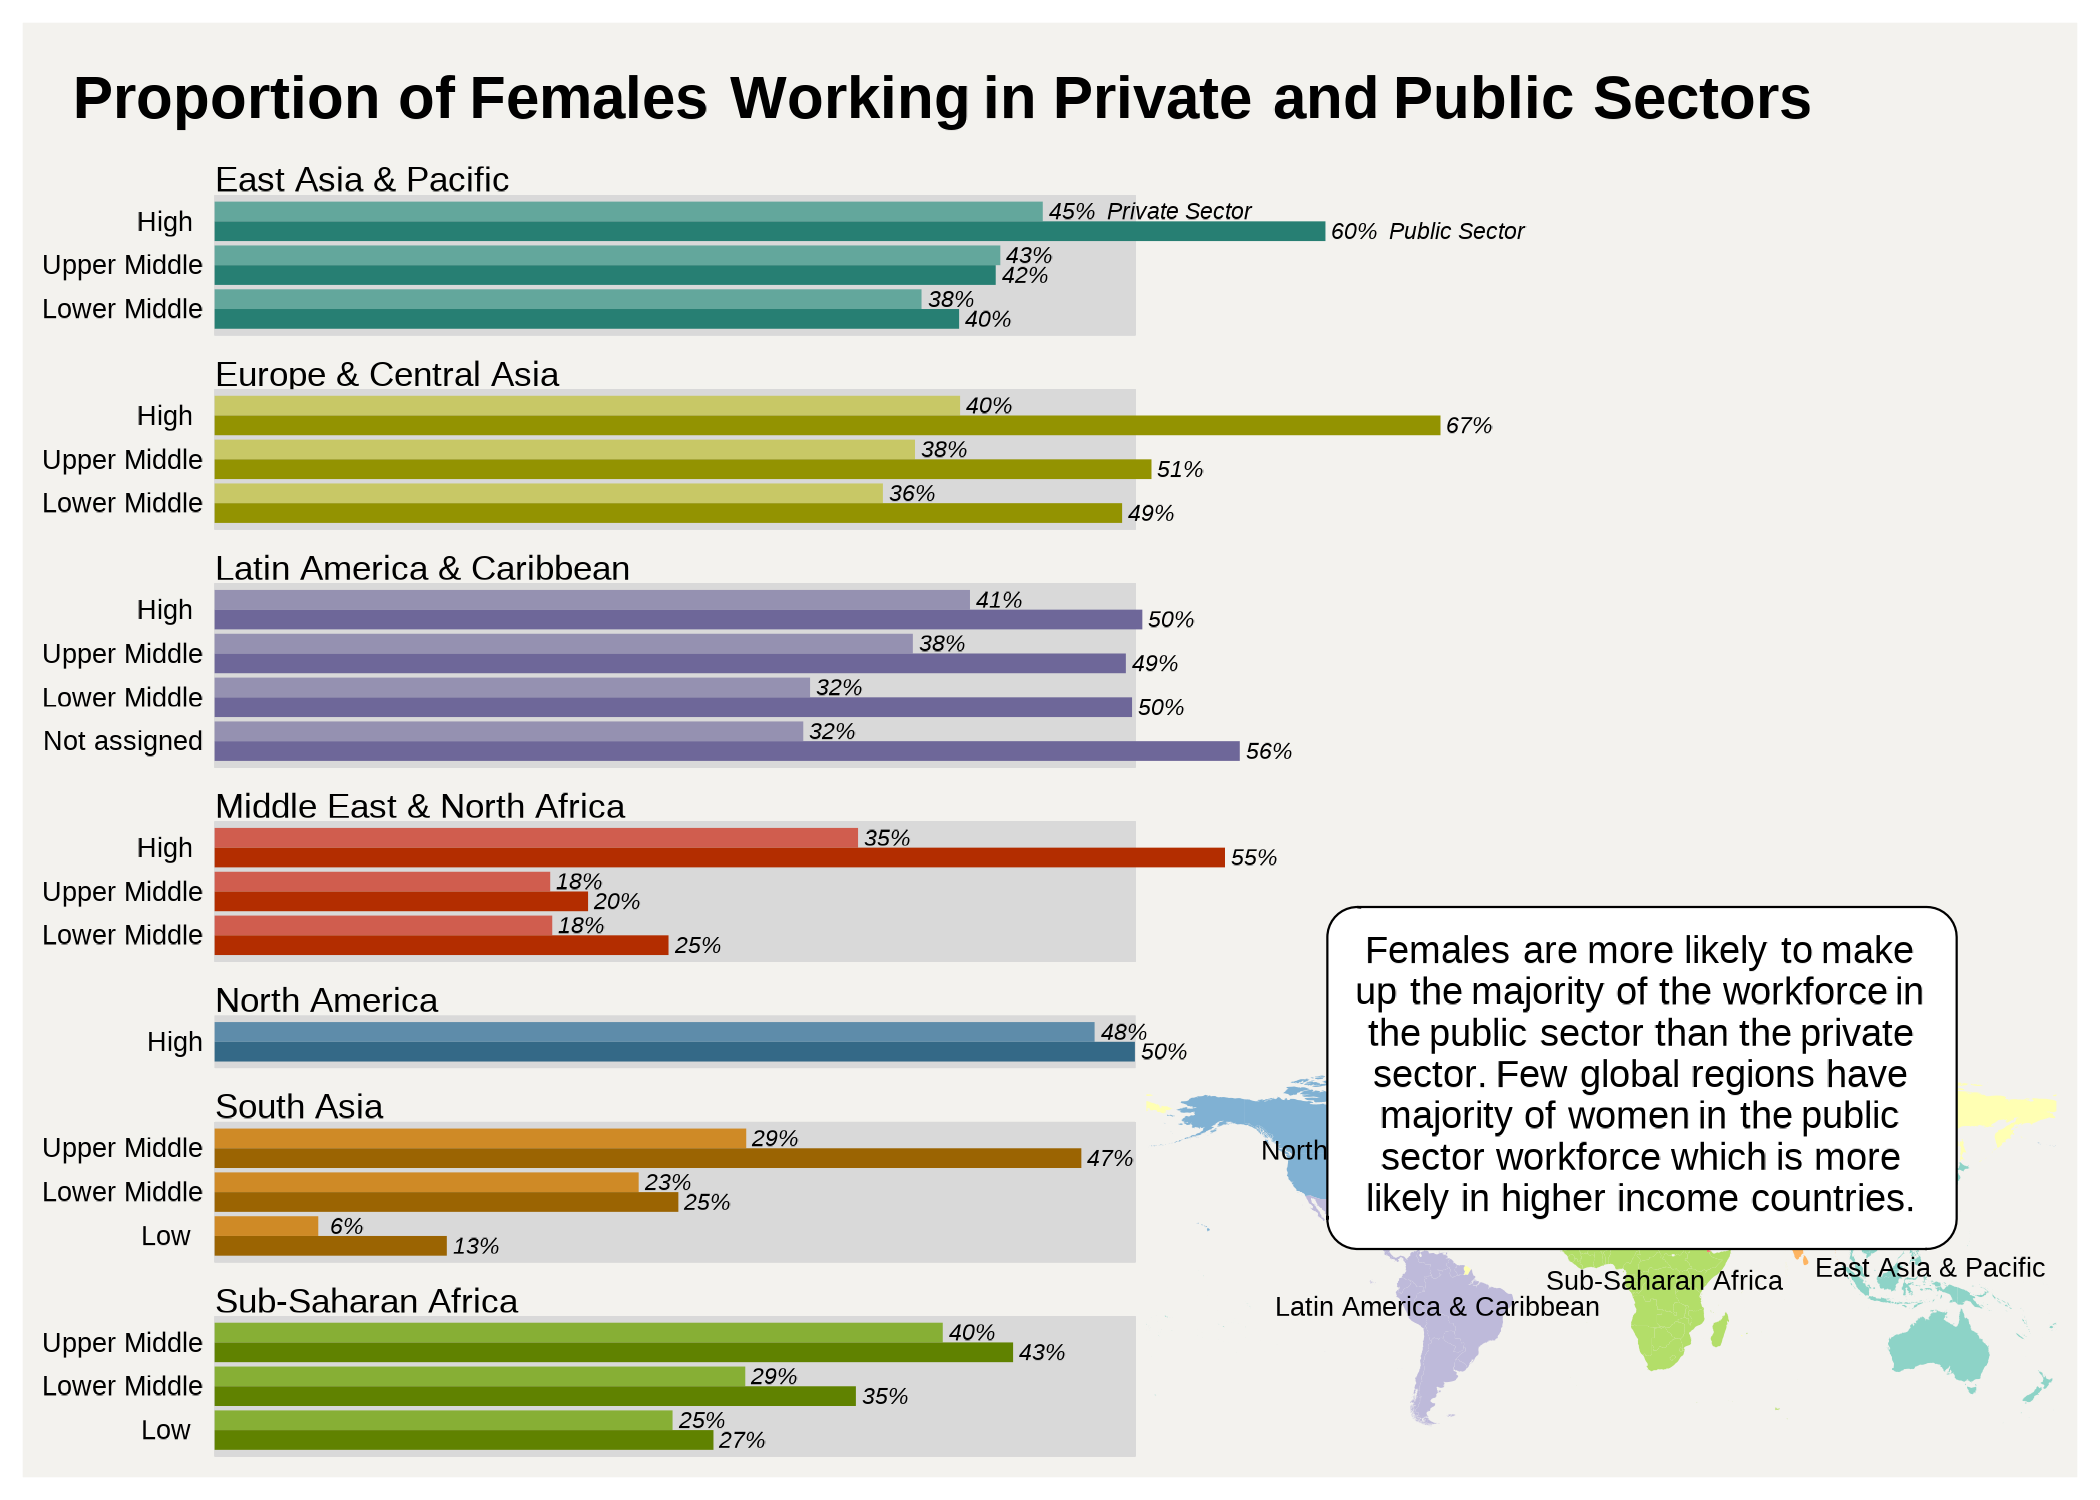 Proportion of Females Working in Private and Public Sectors
East Asia & Pacific
High 45% Private Sector
60% Public Sector
Upper Middle 43%
42%
Lower Middle 38%
40%
Europe & Central Asia
High 40%
67%
Upper Middle 38%
51%
Lower Middle 36%
49%
Latin America & Caribbean
High 41%
50%
Upper Middle 38%
49%
Lower Middle 32%
50%
Not assigned 32%
56%
Middle East & North Africa
High 35%
55%
Upper Middle 18%
20%
Lower Middle 18%
25%
North America
High 48%
50%
South Asia
Upper Middle 29%
47%
Lower Middle 23%
25%
Low 6%
13%
Sub-Saharan Africa
Upper Middle 40%
43%
Lower Middle 29%
35%
Low 25%
27%
Females are more likely to make
up the majority of the workforce in
the public sector than the private
sector. Few global regions have
majority of women in the public
sector workforce which is more
likely in higher income countries.
North
East Asia & Pacific
Sub-Saharan Africa
Latin America & Caribbean